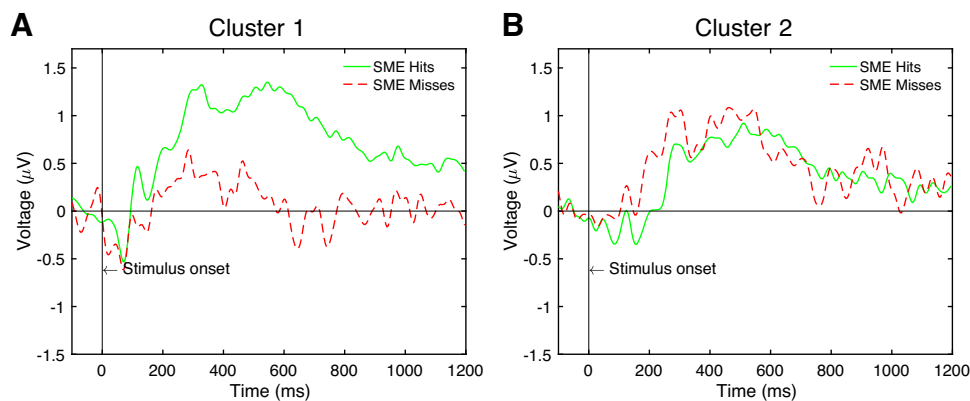 A
Cluster 1
SME Hits
SME Misses
1.5
1
0.5
0
-0.5
-1
-1.5
Voltage (μV)
← Stimulus onset
0 200 400 600 800 1000 1200
Time (ms)
B
Cluster 2
SME Hits
SME Misses
1.5
1
0.5
0
-0.5
-1
-1.5
Voltage (μV)
← Stimulus onset
0 200 400 600 800 1000 1200
Time (ms)